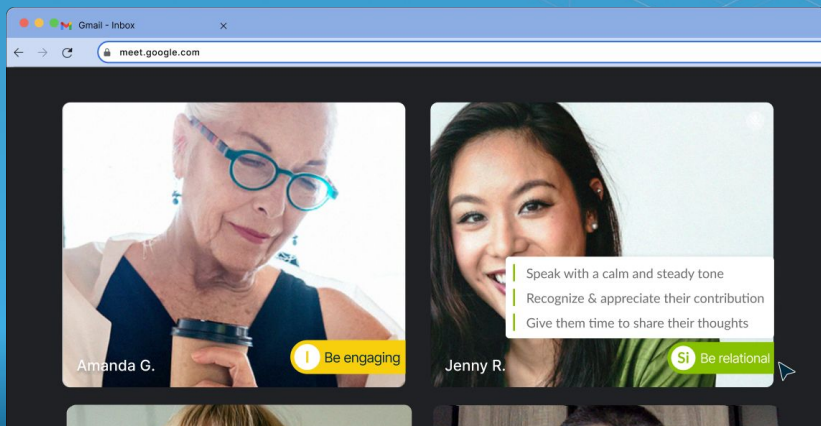 Gmail - Inbox
meet.google.com
Amanda G.
I Be engaging
Speak with a calm and steady tone
Recognize & appreciate their contribution
Give them time to share their thoughts
Jenny R.
Si Be relational